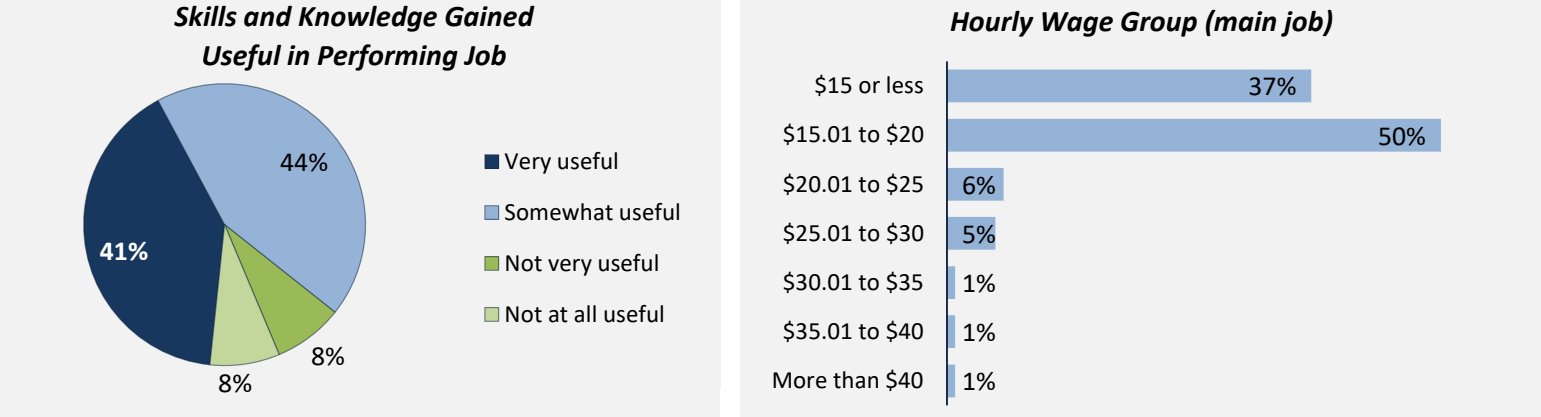 Skills and Knowledge Gained
Useful in Performing Job
44%
41%
8%
8%
Very useful
Somewhat useful
Not very useful
Not at all useful
Hourly Wage Group (main job)
$15 or less 37%
$15.01 to $20 50%
$20.01 to $25 6%
$25.01 to $30 5%
$30.01 to $35 1%
$35.01 to $40 1%
More than $40 1%